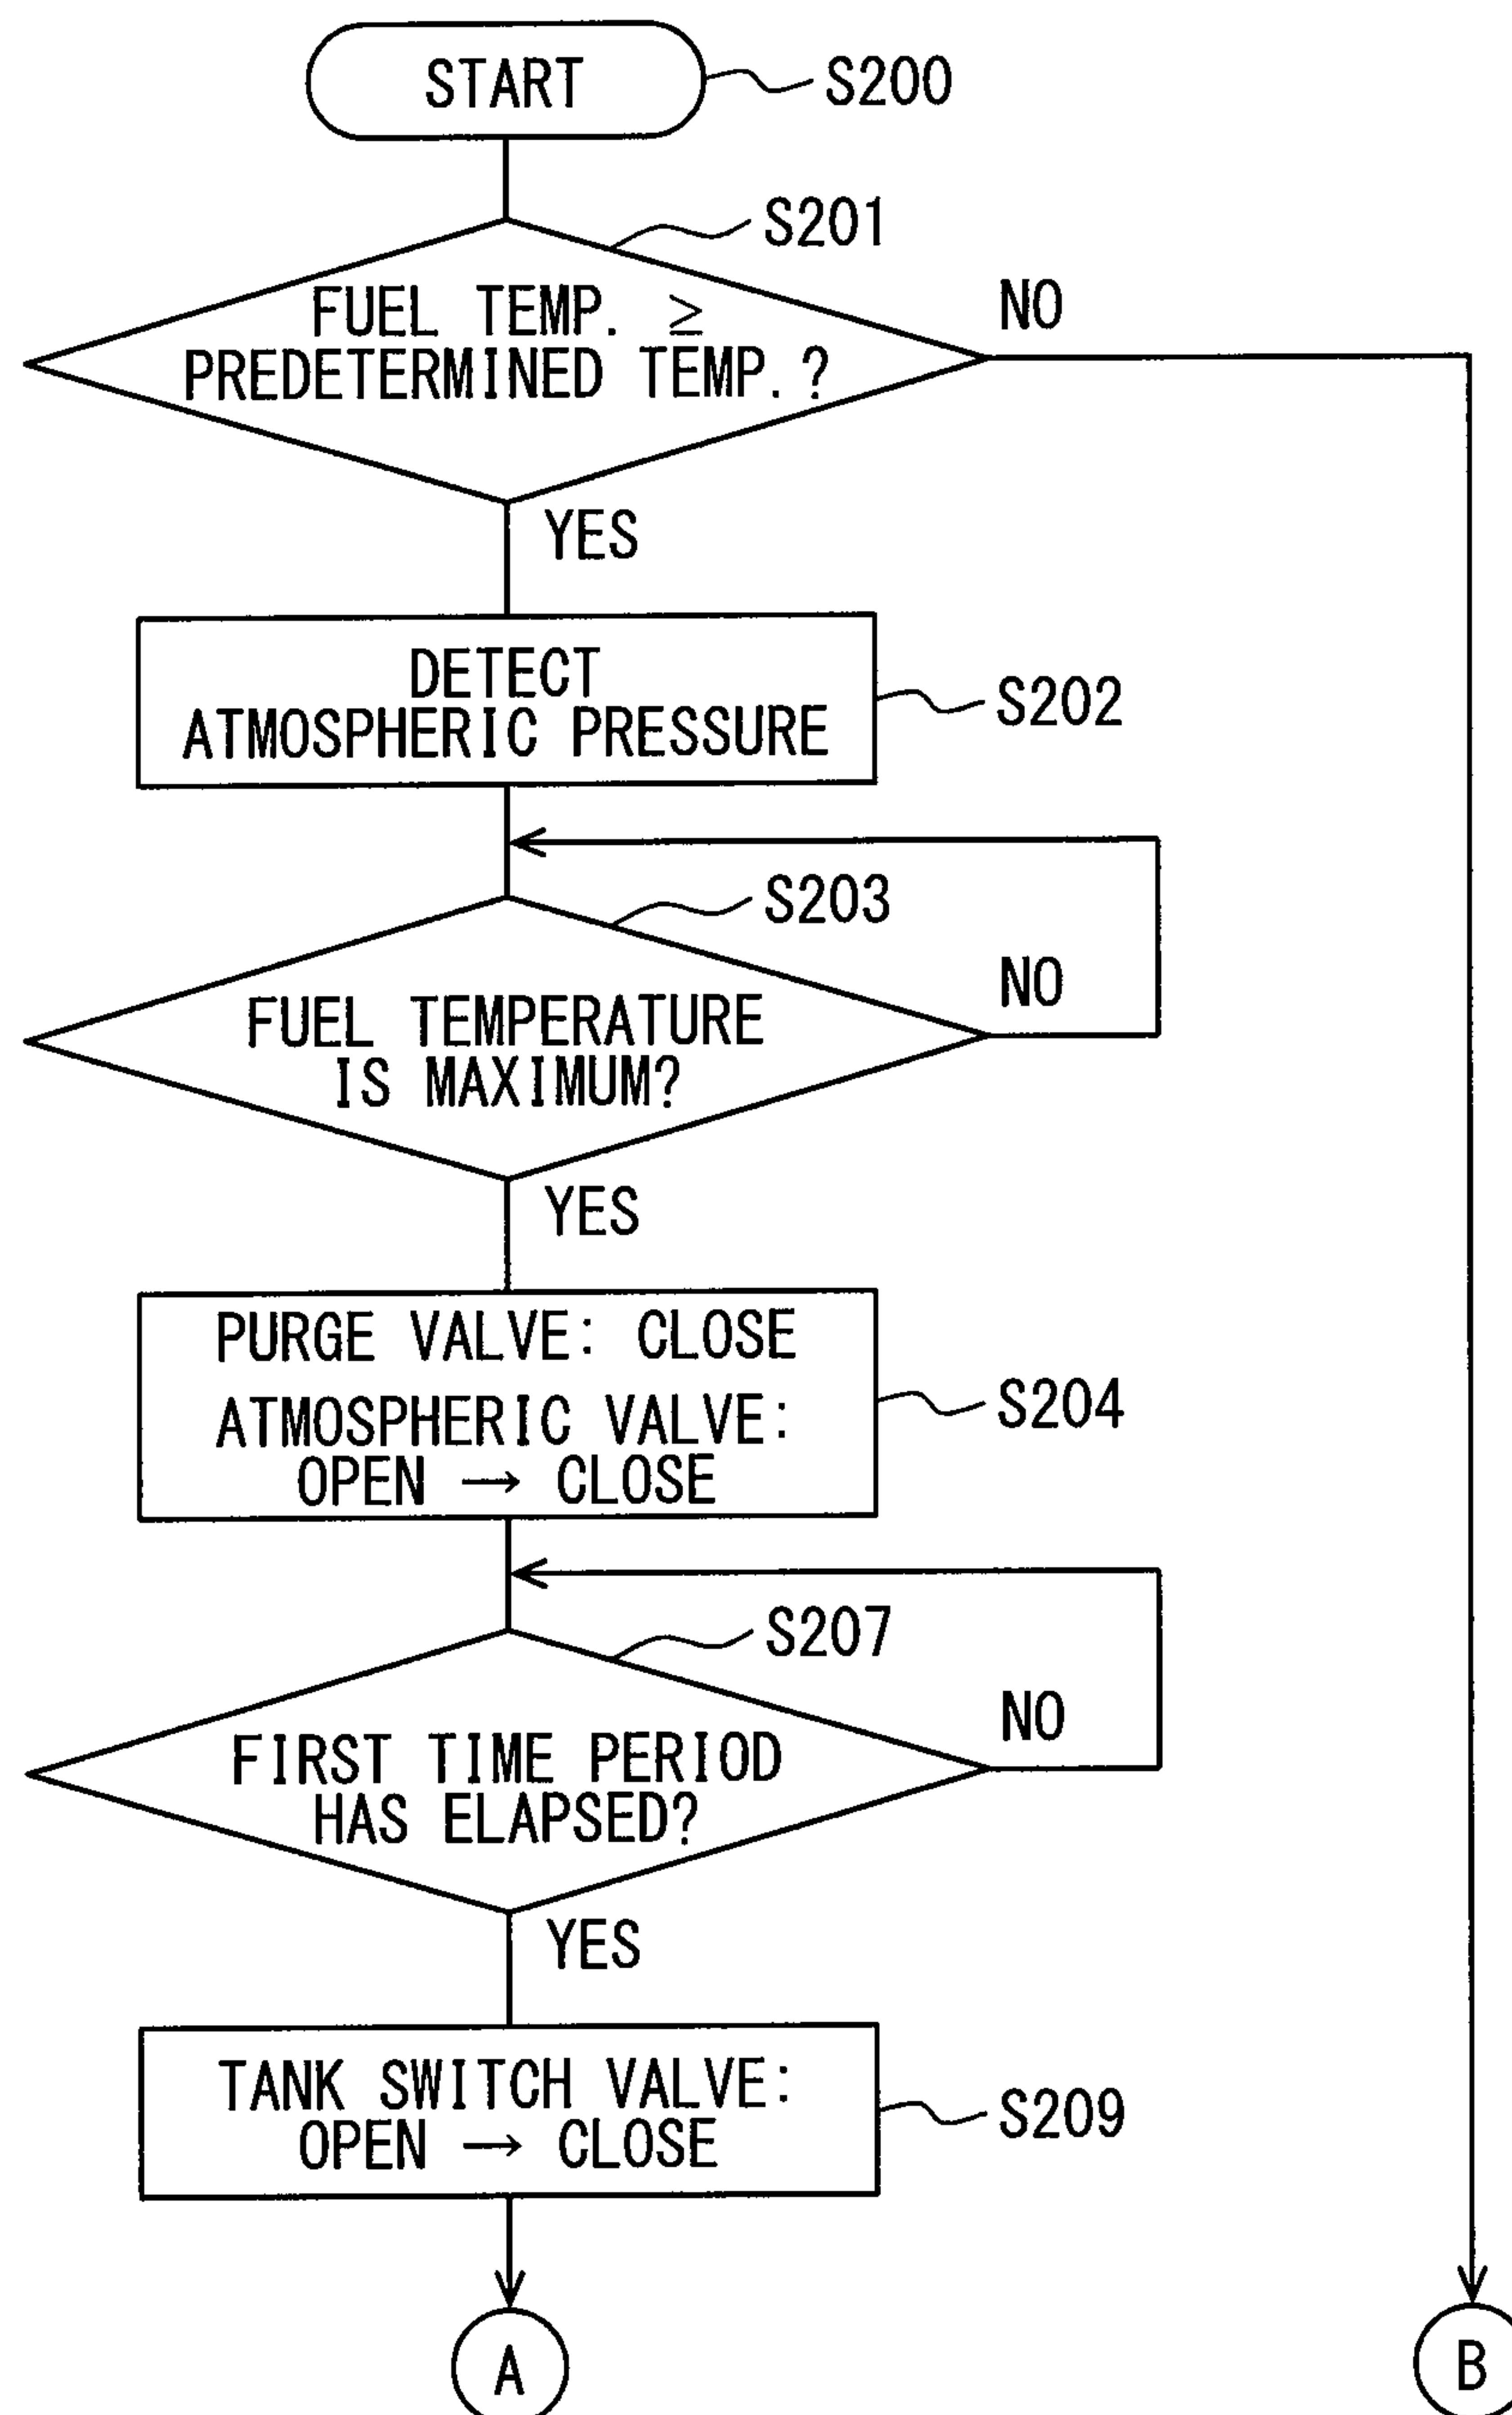 START
S200
S201
FUEL TEMP. ≥
PREDETERMINED TEMP.?
NO
YES
DETECT
ATMOSPHERIC PRESSURE
S202
S203
FUEL TEMPERATURE
IS MAXIMUM?
NO
YES
PURGE VALVE: CLOSE
ATMOSPHERIC VALVE:
OPEN → CLOSE
S204
S207
FIRST TIME PERIOD
HAS ELAPSED?
NO
YES
TANK SWITCH VALVE:
OPEN → CLOSE
S209
A
B